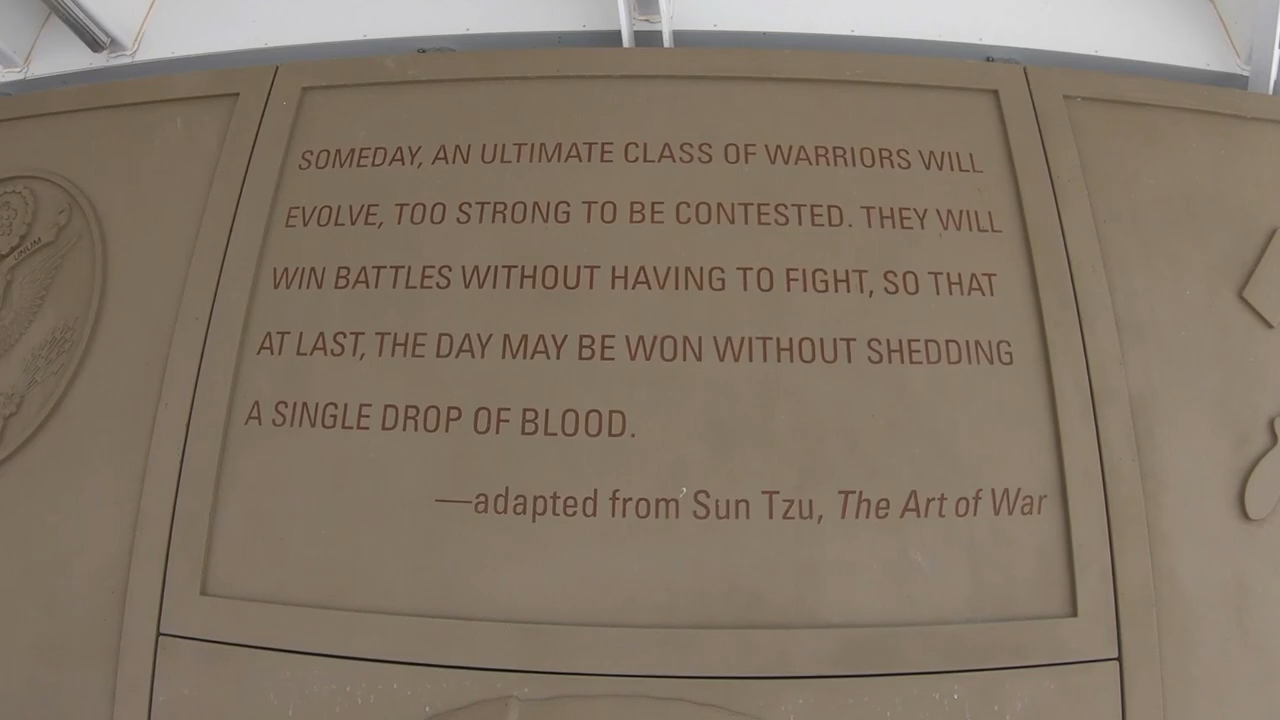 SOMEDAY, AN ULTIMATE CLASS OF WARRIORS WILL
EVOLVE, TOO STRONG TO BE CONTESTED. THEY WILL
WIN BATTLES WITHOUT HAVING TO FIGHT, SO THAT
AT LAST, THE DAY MAY BE WON WITHOUT SHEDDING
A SINGLE DROP OF BLOOD.
—adapted from Sun Tzu, The Art of War
UNUM